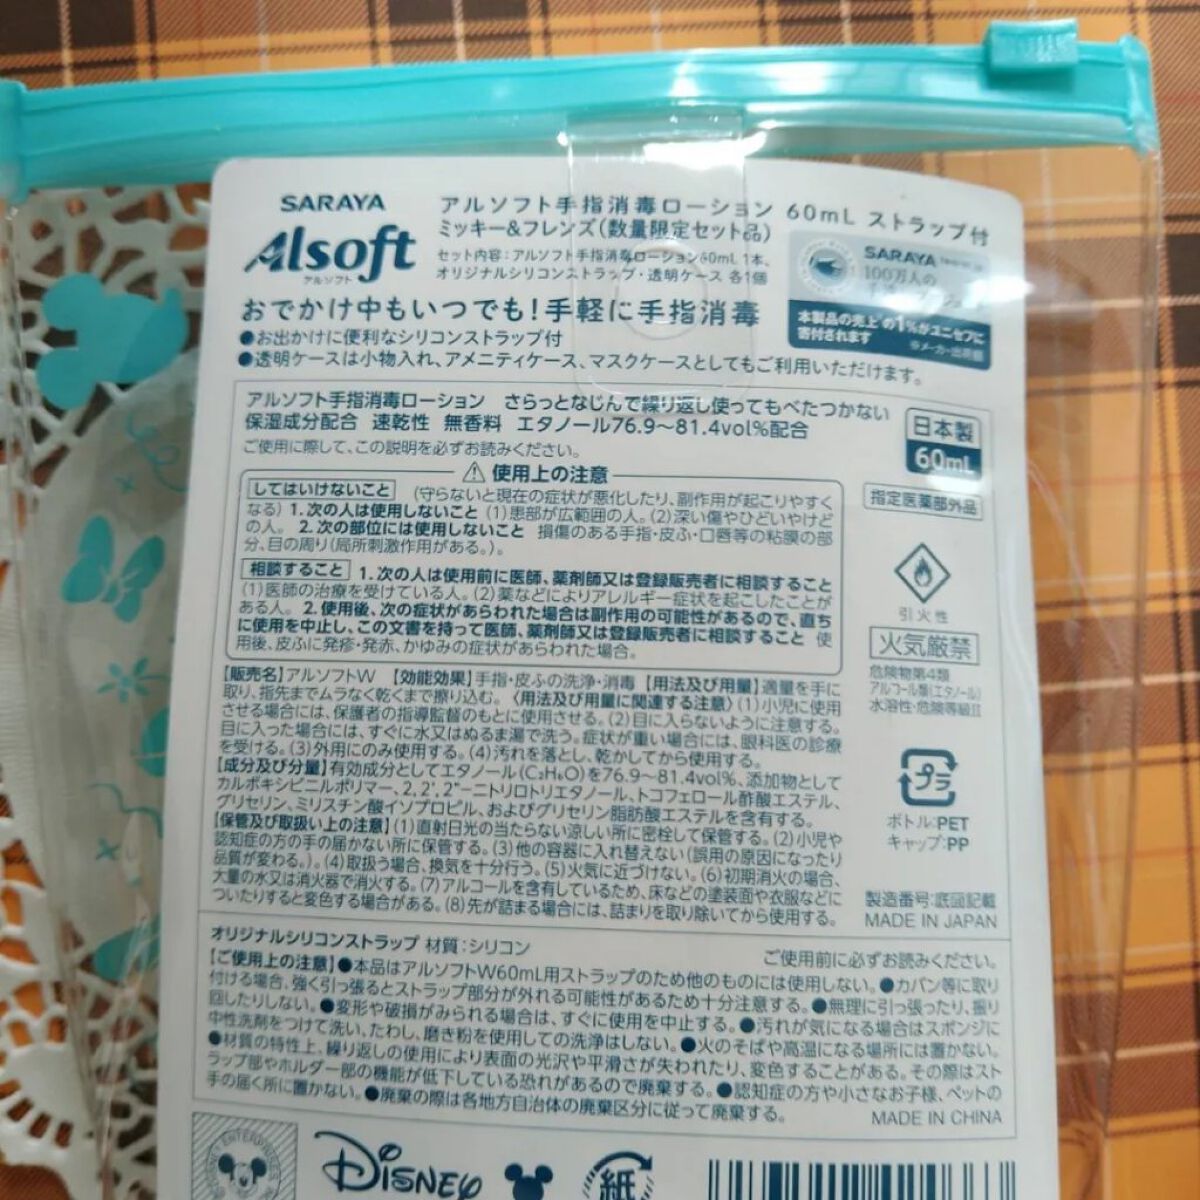 SARAYA
Alsoft
アルソフト
アルソフト手指消毒ローション 60mL ストラップ付
ミッキー&フレンズ(数量限定セット品)
セット内容:アルソフト手指消毒ローション60mL 1本、
オリジナルシリコンストラップ・透明ケース 各1個
SARAYA
100万人の
本製品の売上※の1%がユニセフに
寄付されます
※メーカー出荷額
おでかけ中もいつでも!手軽に手指消毒
●お出かけに便利なシリコンストラップ付
●透明ケースは小物入れ、アメニティケース、マスクケースとしてもご利用いただけます。
アルソフト手指消毒ローション さらっとなじんで繰り返し使ってもべたつかない
保湿成分配合 速乾性 無香料 エタノール76.9~81.4vol%配合
ご使用に際して、この説明を必ずお読みください。
日本製
60mL
指定医薬部外品
⚠ 使用上の注意
してはいけないこと (守らないと現在の症状が悪化したり、副作用が起こりやすく
なる) 1.次の人は使用しないこと (1)患部が広範囲の人。(2)深い傷やひどいやけど
の人。 2.次の部位には使用しないこと 損傷のある手指・皮ふ・口唇等の粘膜の部
分、目の周り(局所刺激作用がある。)。
相談すること 1.次の人は使用前に医師、薬剤師又は登録販売者に相談すること
(1)医師の治療を受けている人。(2)薬などによりアレルギー症状を起こしたことが
ある人。 2.使用後、次の症状があらわれた場合は副作用の可能性があるので、直ち
に使用を中止し、この文書を持って医師、薬剤師又は登録販売者に相談すること 使
用後、皮ふに発疹・発赤、かゆみの症状があらわれた場合。
引火性
火気厳禁
危険物第4類
アルコール類(エタノール)
水溶性・危険等級II
【販売名】アルソフトW 【効能効果】手指・皮ふの洗浄・消毒 【用法及び用量】適量を手に
取り、指先までムラなく乾くまで擦り込む。〈用法及び用量に関連する注意〉(1)小児に使用
させる場合には、保護者の指導監督のもとに使用させる。(2)目に入らないように注意する。
目に入った場合には、すぐに水又はぬるま湯で洗う。症状が重い場合には、眼科医の診療
を受ける。(3)外用にのみ使用する。(4)汚れを落とし、乾かしてから使用する。
【成分及び分量】有効成分としてエタノール(C₂H₆O)を76.9~81.4vol%、添加物として
カルボキシビニルポリマー、2,2',2''-ニトリロトリエタノール、トコフェロール酢酸エステル、
グリセリン、ミリスチン酸イソプロピル、およびグリセリン脂肪酸エステルを含有する。
【保管及び取扱い上の注意】(1)直射日光の当たらない涼しい所に密栓して保管する。(2)小児や
認知症の方の手の届かない所に保管する。(3)他の容器に入れ替えない(誤用の原因になったり
品質が変わる。)。(4)取扱う場合、換気を十分行う。(5)火気に近づけない。(6)初期消火の場合、
大量の水又は消火器で消火する。(7)アルコールを含有しているため、床などの塗装面や衣服などに
ついたりすると変色する場合がある。(8)先が詰まる場合には、詰まりを取り除いてから使用する。
プラ
ボトル:PET
キャップ:PP
製造番号:底面記載
MADE IN JAPAN
オリジナルシリコンストラップ 材質:シリコン
ご使用前に必ずお読みください。
【ご使用上の注意】●本品はアルソフトW60mL用ストラップのため他のものには使用しない。●カバン等に取り
付ける場合、強く引っ張るとストラップ部分が外れる可能性があるため十分注意する。●無理に引っ張ったり、振り
回したりしない。●変形や破損がみられる場合は、すぐに使用を中止する。●汚れが気になる場合はスポンジに
中性洗剤をつけて洗い、たわし、磨き粉を使用しての洗浄はしない。●火のそばや高温になる場所には置かない。
●材質の特性上、繰り返しの使用により表面の光沢や平滑さが失われたり、変色することがある。その際はスト
ラップ部やホルダー部の機能が低下している恐れがあるので廃棄する。●認知症の方や小さなお子様、ペットの
手の届く所に置かない。●廃棄の際は各地方自治体の廃棄区分に従って廃棄する。
MADE IN CHINA
DISNEY
紙